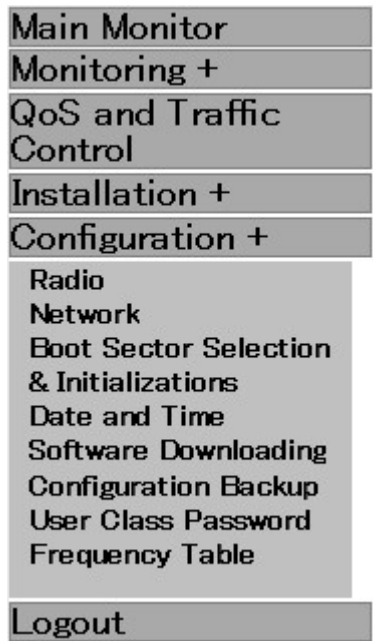 Main Monitor
Monitoring +
QoS and Traffic
Control
Installation +
Configuration +
Radio
Network
Boot Sector Selection
& Initializations
Date and Time
Software Downloading
Configuration Backup
User Class Password
Frequency Table
Logout